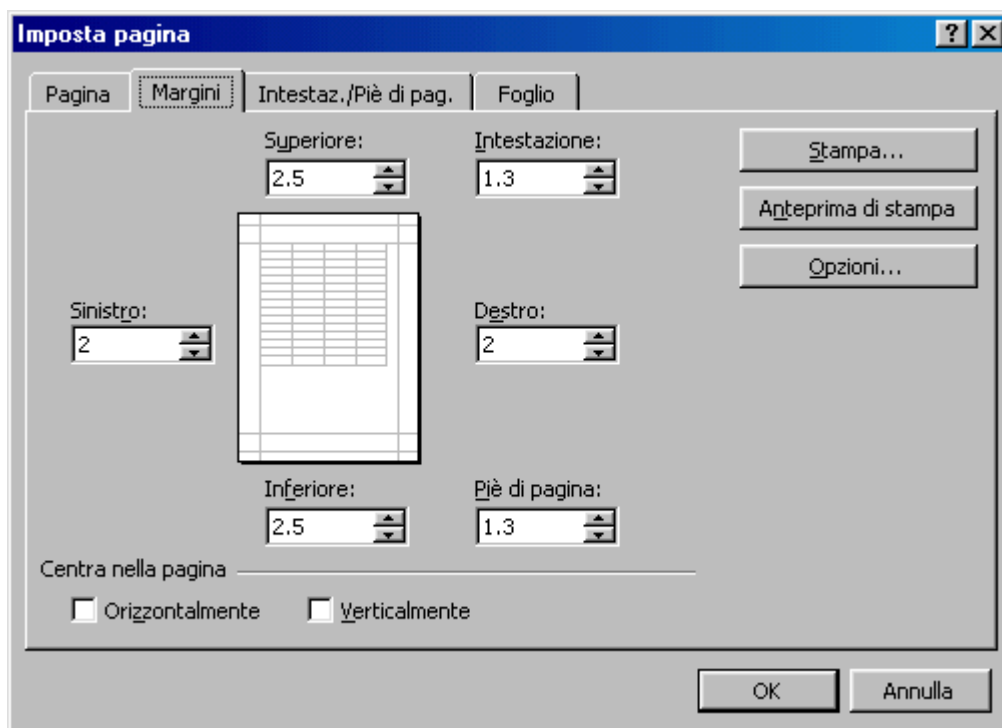 Imposta pagina
Pagina Margini Intestaz./Piè di pag. Foglio
Superiore: Intestazione:
2.5 1.3
Stampa...
Anteprima di stampa
Opzioni...
Sinistro: Destro:
2 2
Inferiore: Piè di pagina:
2.5 1.3
Centra nella pagina
Orizzontalmente Verticalmente
OK Annulla